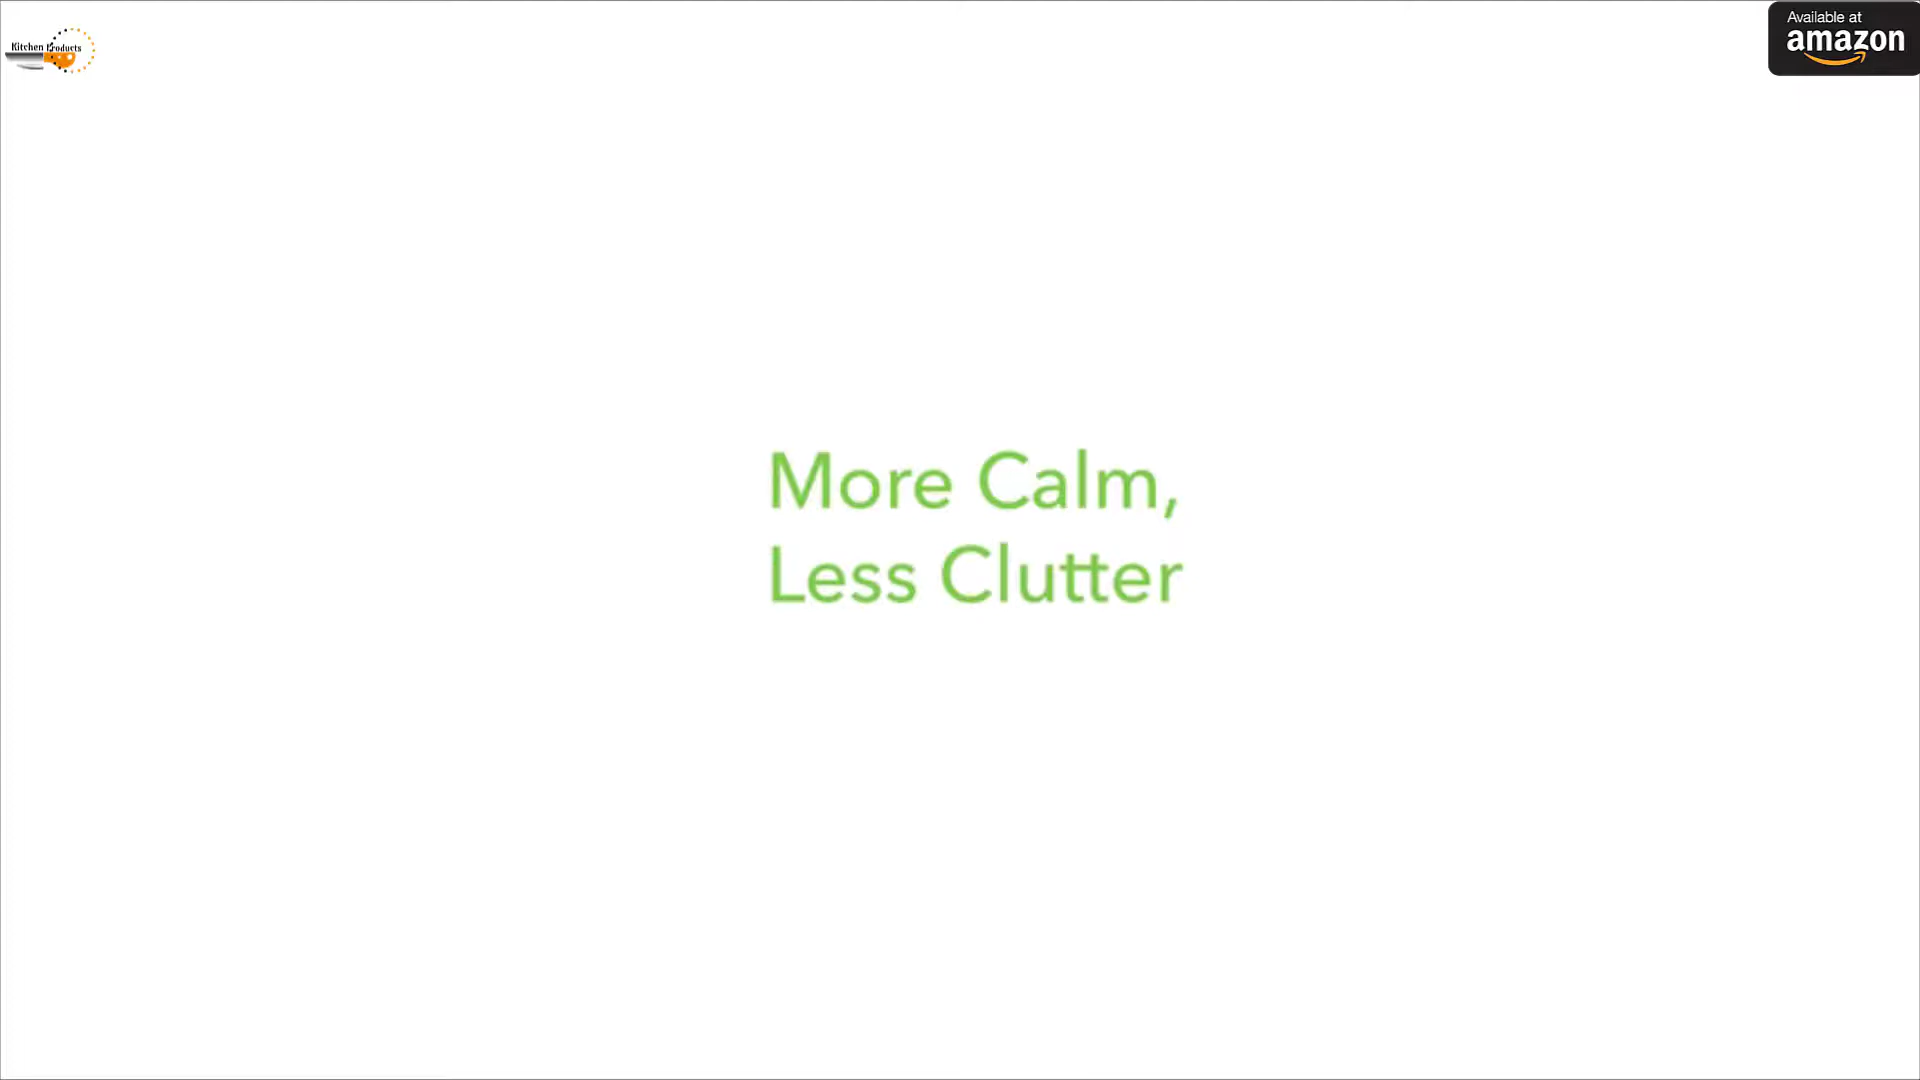 Kitchen Products
Available at
amazon
More Calm,
Less Clutter